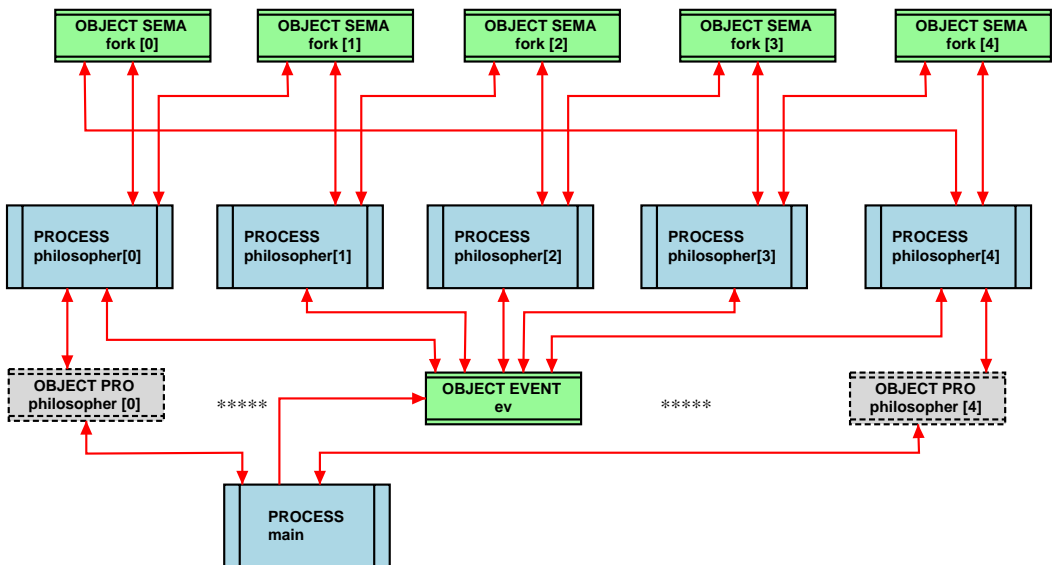 OBJECT SEMA
fork [0]
OBJECT SEMA
fork [1]
OBJECT SEMA
fork [2]
OBJECT SEMA
fork [3]
OBJECT SEMA
fork [4]
PROCESS
philosopher[0]
PROCESS
philosopher[1]
PROCESS
philosopher[2]
PROCESS
philosopher[3]
PROCESS
philosopher[4]
OBJECT PRO
philosopher [0]
*****
OBJECT EVENT
ev
*****
OBJECT PRO
philosopher [4]
PROCESS
main